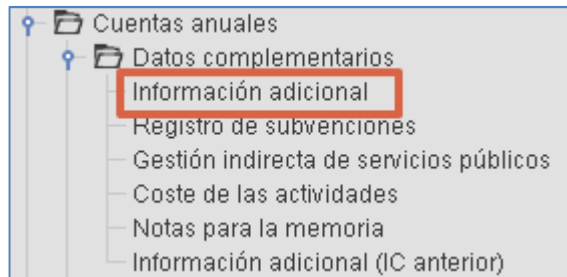 Cuentas anuales
Datos complementarios
Información adicional
Registro de subvenciones
Gestión indirecta de servicios públicos
Coste de las actividades
Notas para la memoria
Información adicional (IC anterior)